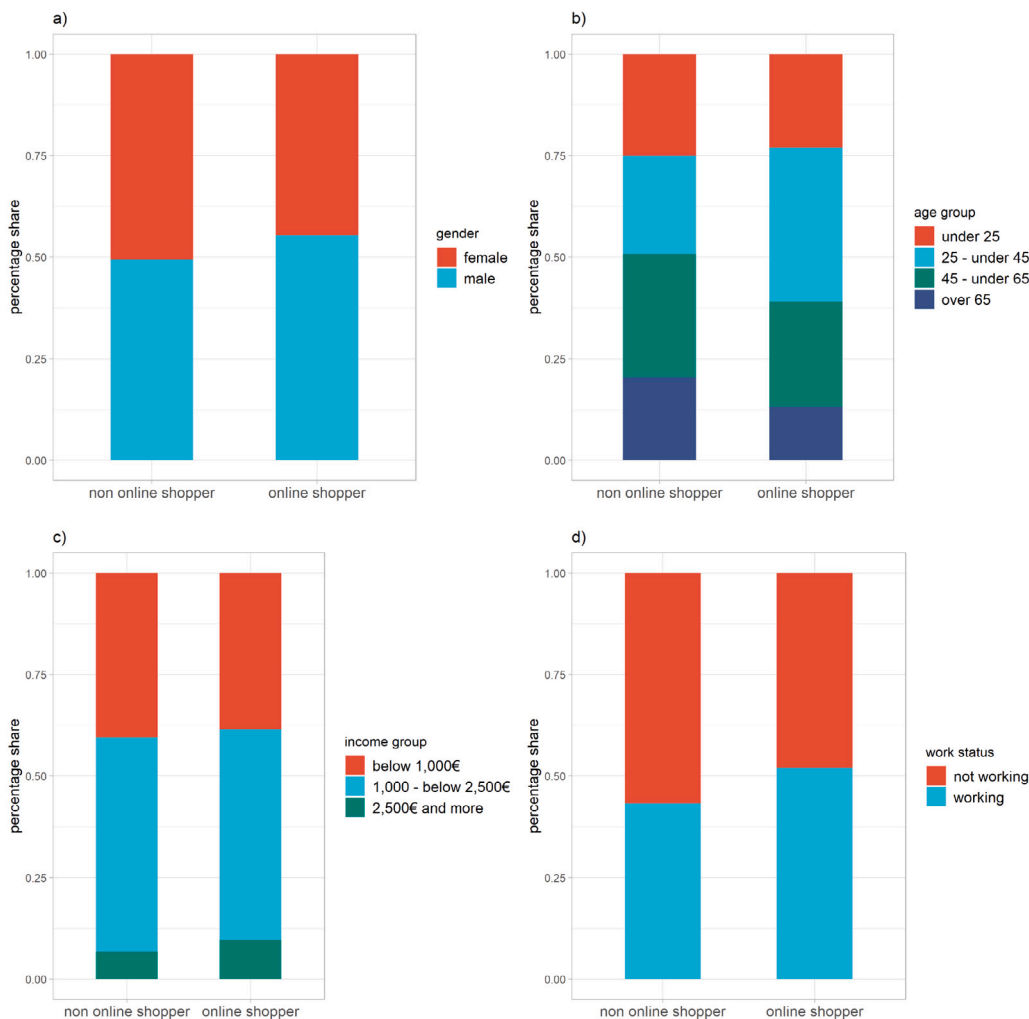 a)
1.00
0.75
0.50
0.25
0.00
percentage share
non online shopper
online shopper
gender
female
male
b)
1.00
0.75
0.50
0.25
0.00
percentage share
non online shopper
online shopper
age group
under 25
25 - under 45
45 - under 65
over 65
c)
1.00
0.75
0.50
0.25
0.00
percentage share
non online shopper
online shopper
income group
below 1,000€
1,000 - below 2,500€
2,500€ and more
d)
1.00
0.75
0.50
0.25
0.00
percentage share
non online shopper
online shopper
work status
not working
working